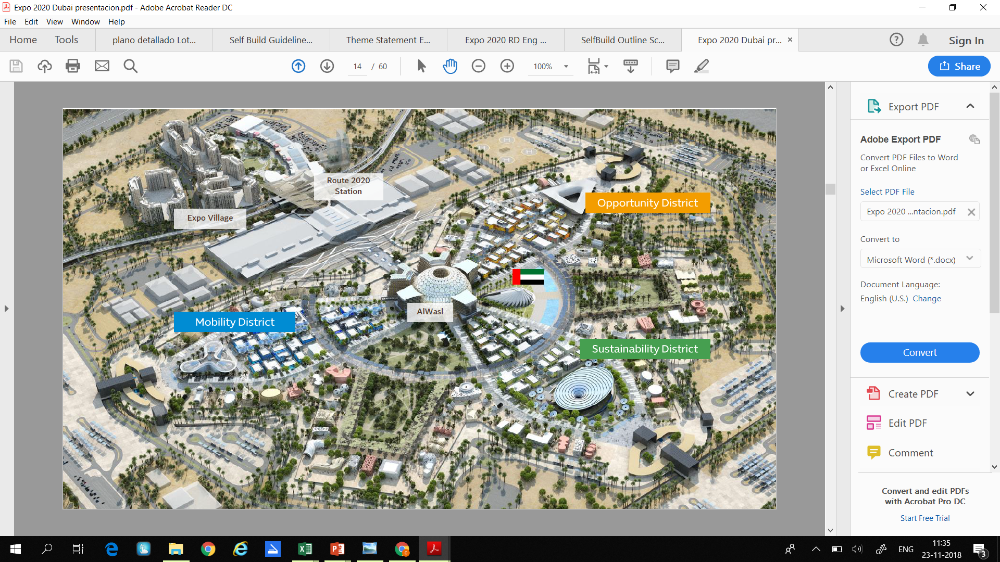 Expo 2020 Dubai presentacion.pdf - Adobe Acrobat Reader DC
File Edit View Window Help
Home Tools plano detallado Lot... Self Build Guideline... Theme Statement E... Expo 2020 RD Eng ... SelfBuild Outline Sc... Expo 2020 Dubai pr... Sign In
14 / 60 100% Share
Route 2020
Station
Expo Village
Opportunity District
AlWasl
Mobility District
Sustainability District
H H H H
Export PDF
Adobe Export PDF
Convert PDF Files to Word
or Excel Online
Select PDF File
Expo 2020 ...ntacion.pdf
Convert to
Microsoft Word (*.docx)
Document Language:
English (U.S.) Change
Convert
Create PDF
Edit PDF
Comment
Convert and edit PDFs
with Acrobat Pro DC
Start Free Trial
ENG
11:35
23-11-2018
3